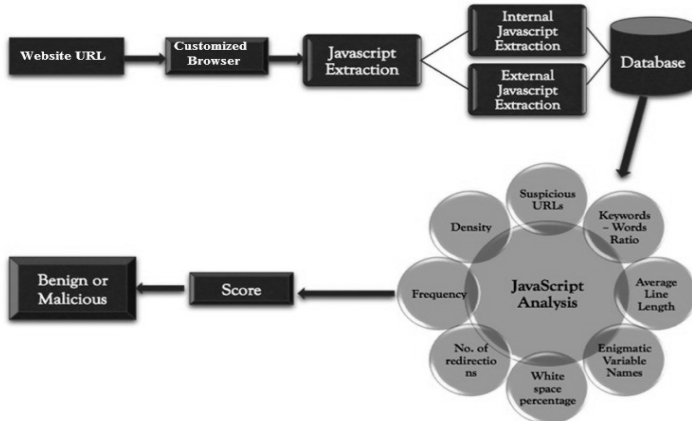 Website URL
Customized
Browser
Javascript
Extraction
Internal
Javascript
Extraction
External
Javascript
Extraction
Database
Suspicious
URLs
Keywords
– Words
Ratio
Average
Line
Length
Enigmatic
Variable
Names
White
space
percentage
No. of
redirectio
ns
Frequency
Density
JavaScript
Analysis
Score
Benign or
Malicious